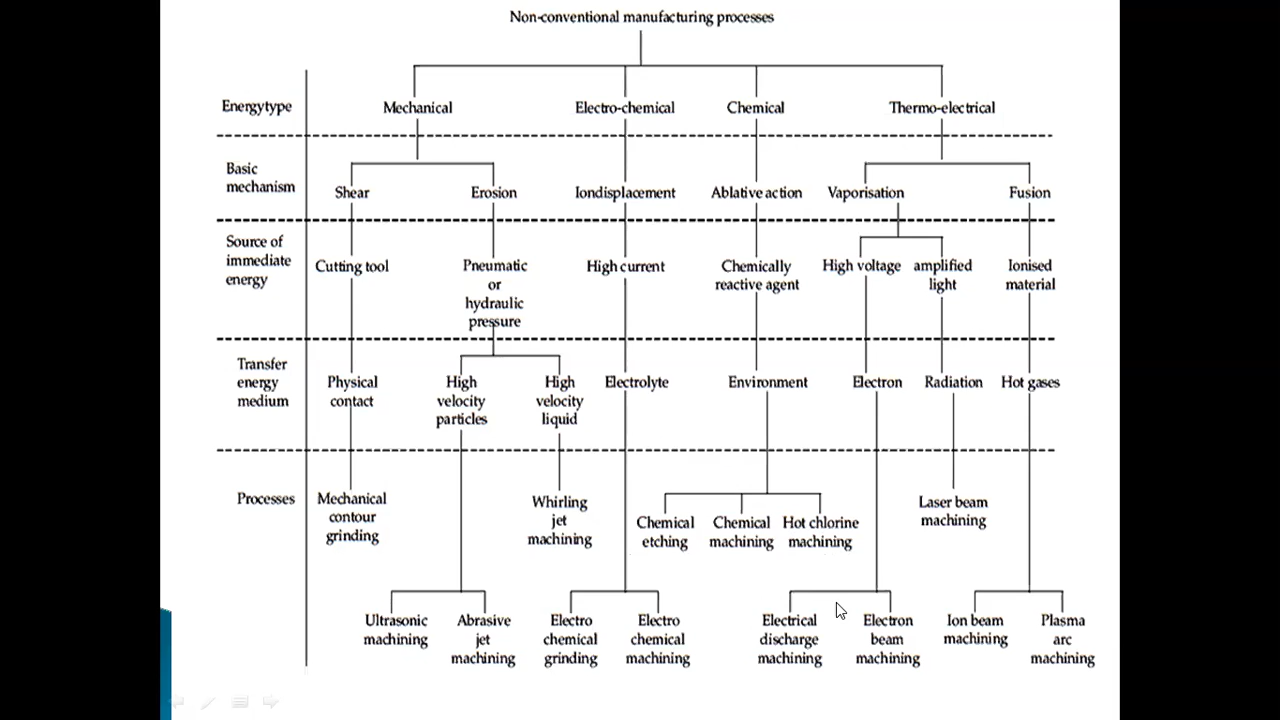 Non-conventional manufacturing processes
Energytype
Mechanical
Electro-chemical
Chemical
Thermo-electrical
Basic
mechanism
Shear
Erosion
Iondisplacement
Ablative action
Vaporisation
Fusion
Source of
immediate
energy
Cutting tool
Pneumatic
or
hydraulic
pressure
High current
Chemically
reactive agent
High voltage
amplified
light
Ionised
material
Transfer
energy
medium
Physical
contact
High
velocity
particles
High
velocity
liquid
Electrolyte
Environment
Electron
Radiation
Hot gases
Processes
Mechanical
contour
grinding
Whirling
jet
machining
Chemical
etching
Chemical
machining
Hot chlorine
machining
Laser beam
machining
Ultrasonic
machining
Abrasive
jet
machining
Electro
chemical
grinding
Electro
chemical
machining
Electrical
discharge
machining
Electron
beam
machining
Ion beam
machining
Plasma
arc
machining